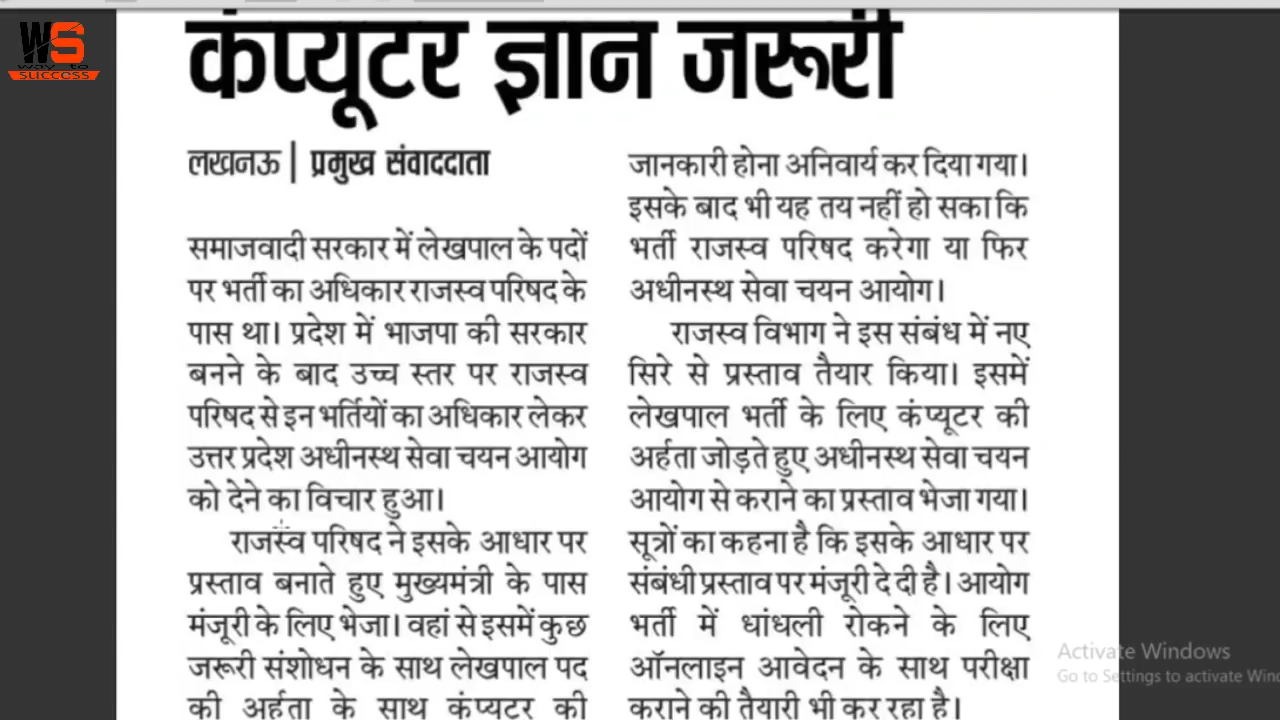 WS
way to
success
कंप्यूटर ज्ञान जरूरी
लखनऊ | प्रमुख संवाददाता
समाजवादी सरकार में लेखपाल के पदों
पर भर्ती का अधिकार राजस्व परिषद के
पास था। प्रदेश में भाजपा की सरकार
बनने के बाद उच्च स्तर पर राजस्व
परिषद से इन भर्तियों का अधिकार लेकर
उत्तर प्रदेश अधीनस्थ सेवा चयन आयोग
को देने का विचार हुआ।
राजस्व परिषद ने इसके आधार पर
प्रस्ताव बनाते हुए मुख्यमंत्री के पास
मंजूरी के लिए भेजा। वहां से इसमें कुछ
जरूरी संशोधन के साथ लेखपाल पद
की अर्हता के साथ कंप्यूटर की
जानकारी होना अनिवार्य कर दिया गया।
इसके बाद भी यह तय नहीं हो सका कि
भर्ती राजस्व परिषद करेगा या फिर
अधीनस्थ सेवा चयन आयोग।
राजस्व विभाग ने इस संबंध में नए
सिरे से प्रस्ताव तैयार किया। इसमें
लेखपाल भर्ती के लिए कंप्यूटर की
अर्हता जोड़ते हुए अधीनस्थ सेवा चयन
आयोग से कराने का प्रस्ताव भेजा गया।
सूत्रों का कहना है कि इसके आधार पर
संबंधी प्रस्ताव पर मंजूरी दे दी है। आयोग
भर्ती में धांधली रोकने के लिए
ऑनलाइन आवेदन के साथ परीक्षा
कराने की तैयारी भी कर रहा है।
Activate Windows
Go to Settings to activate Win